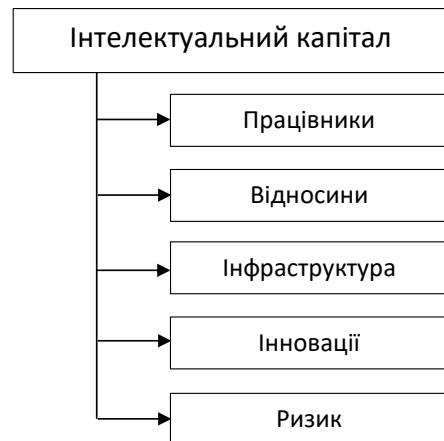 Інтелектуальний капітал
Працівники
Відносини
Інфраструктура
Інновації
Ризик